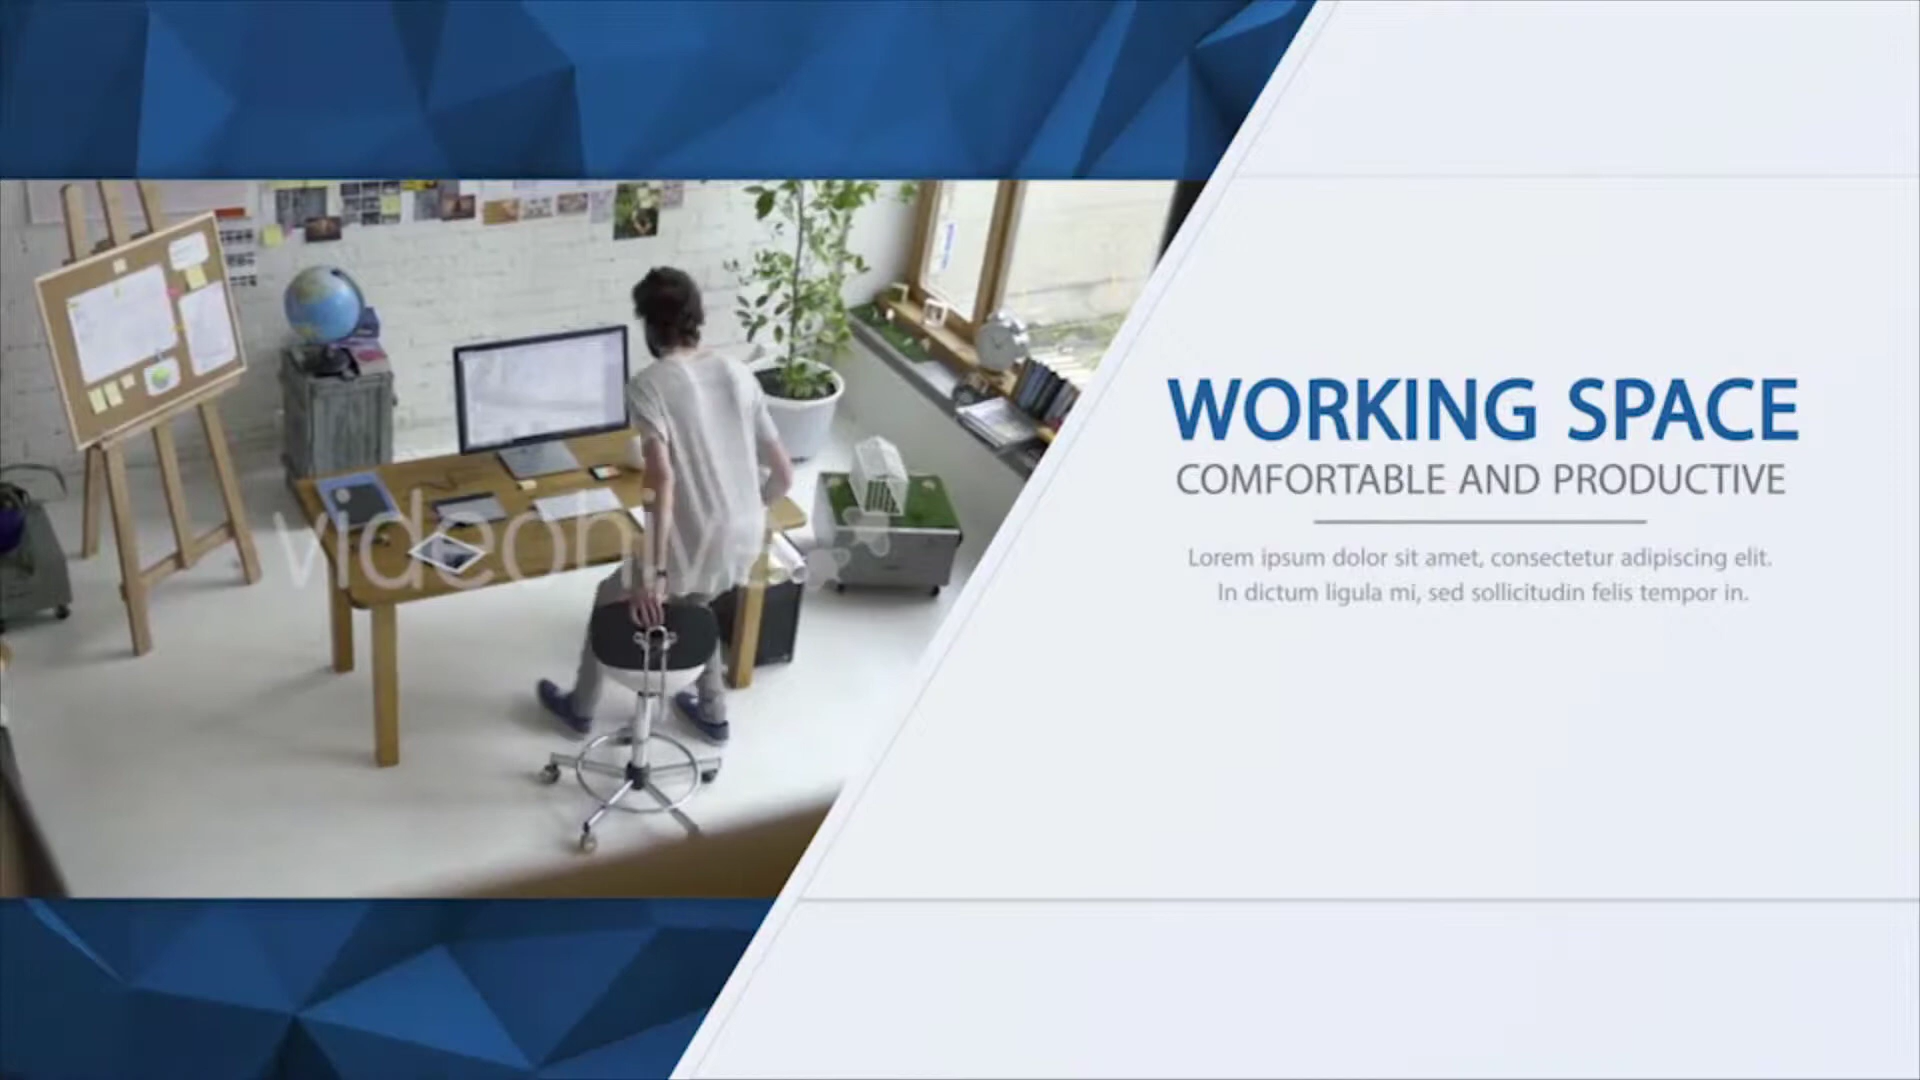 WORKING SPACE
COMFORTABLE AND PRODUCTIVE
Lorem ipsum dolor sit amet, consectetur adipiscing elit.
In dictum ligula mi, sed sollicitudin felis tempor in.
videohive